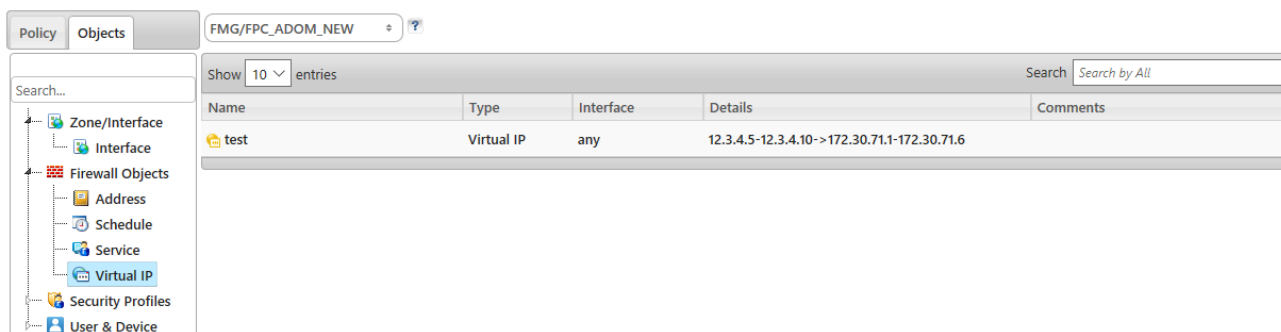 Policy Objects FMG/FPC_ADOM_NEW ?
Show 10 entries Search Search by All
Search...
Name Type Interface Details Comments
Zone/Interface
test Virtual IP any 12.3.4.5-12.3.4.10->172.30.71.1-172.30.71.6
Interface
Firewall Objects
Address
Schedule
Service
Virtual IP
Security Profiles
User & Device